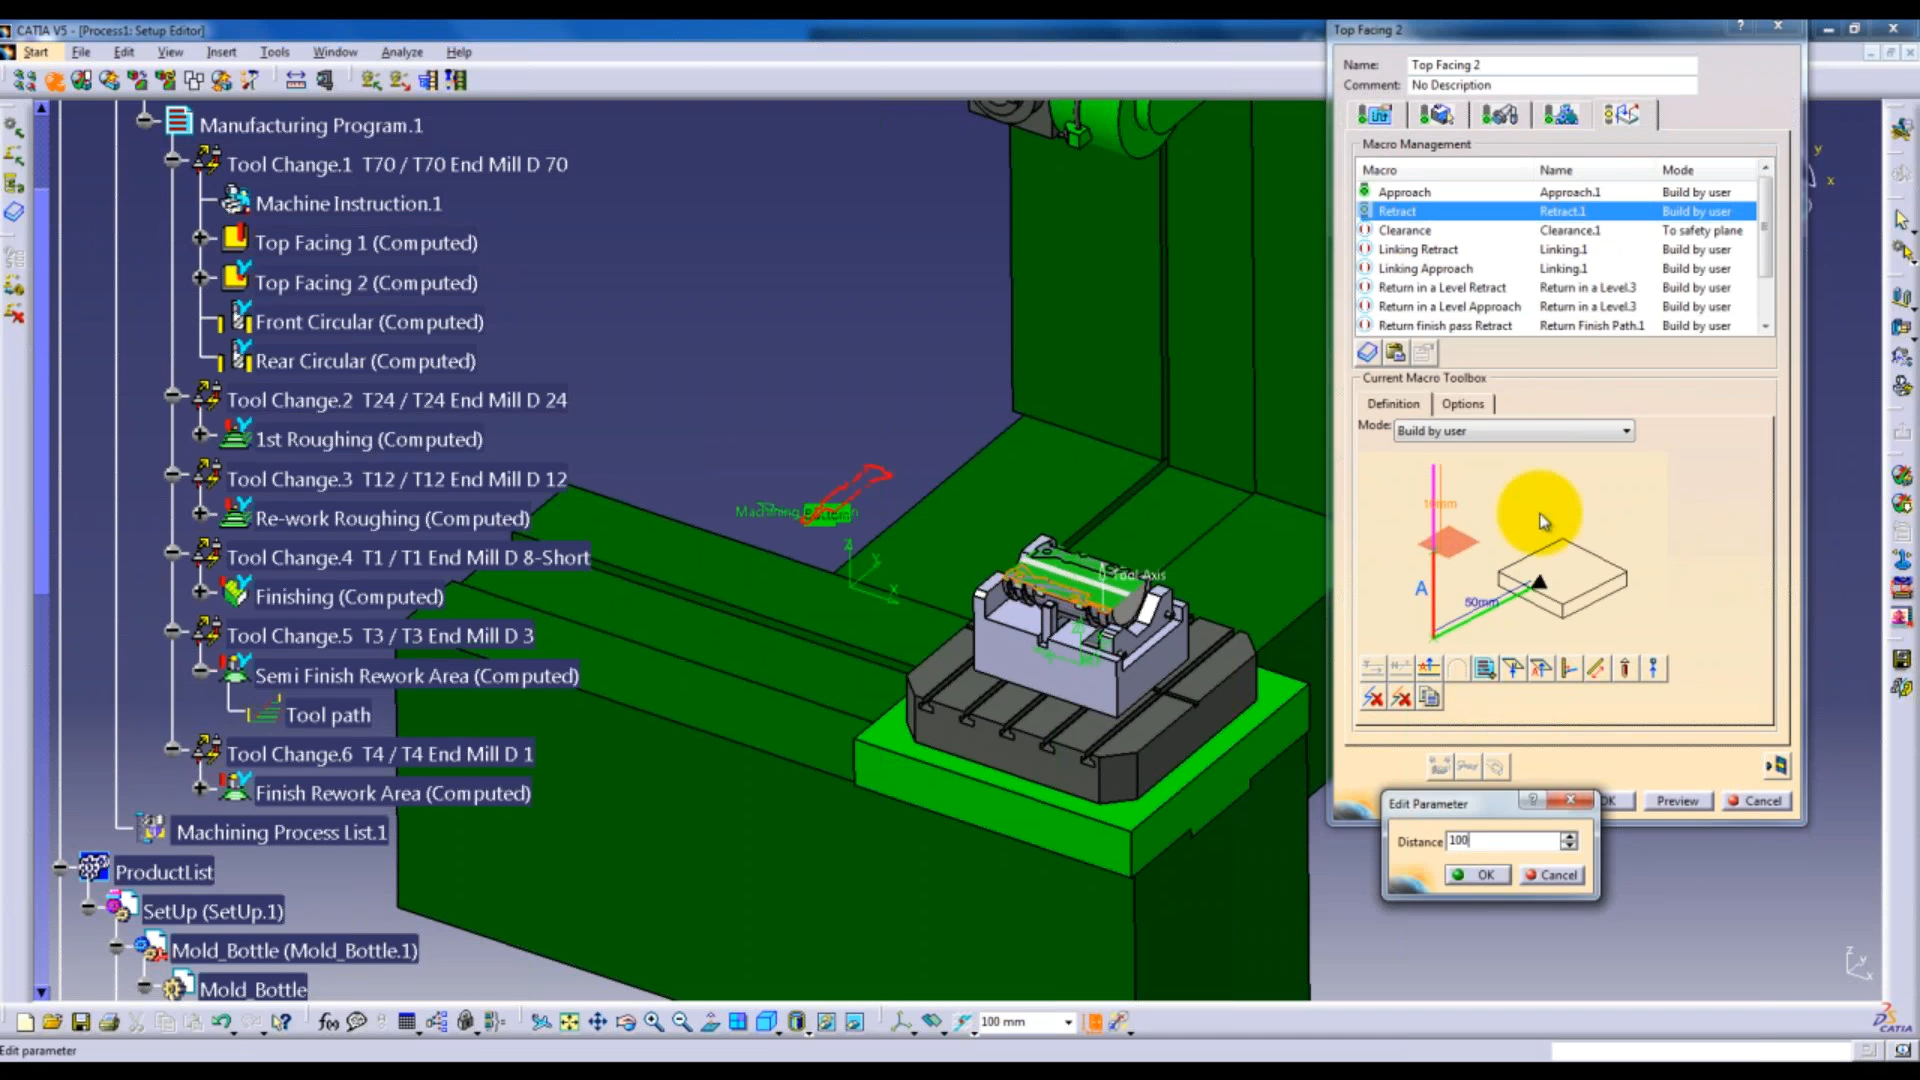 CATIA V5 - [Process1: Setup Editor]
Start File Edit View Insert Tools Window Analyze Help
Manufacturing Program.1
Tool Change.1 T70 / T70 End Mill D 70
Machine Instruction.1
Top Facing 1 (Computed)
Top Facing 2 (Computed)
Front Circular (Computed)
Rear Circular (Computed)
Tool Change.2 T24 / T24 End Mill D 24
1st Roughing (Computed)
Tool Change.3 T12 / T12 End Mill D 12
Re-work Roughing (Computed)
Tool Change.4 T1 / T1 End Mill D 8-Short
Finishing (Computed)
Tool Change.5 T3 / T3 End Mill D 3
Semi Finish Rework Area (Computed)
Tool path
Tool Change.6 T4 / T4 End Mill D 1
Finish Rework Area (Computed)
Machining Process List.1
ProductList
SetUp (SetUp.1)
Mold_Bottle (Mold_Bottle.1)
Mold_Bottle
Machining Pattern
z
y
x
Tool Axis
y
x
z
y
x
Top Facing 2
Name: Top Facing 2
Comment: No Description
Macro Management
Macro Name Mode
Approach Approach.1 Build by user
Retract Retract.1 Build by user
Clearance Clearance.1 To safety plane
Linking Retract Linking.1 Build by user
Linking Approach Linking.1 Build by user
Return in a Level Retract Return in a Level.3 Build by user
Return in a Level Approach Return in a Level.3 Build by user
Return finish pass Retract Return Finish Path.1 Build by user
Current Macro Toolbox
Definition Options
Mode: Build by user
10mm
A
50mm
OK Preview Cancel
Edit Parameter
Distance 100
OK Cancel
100 mm
CATIA
Edit parameter